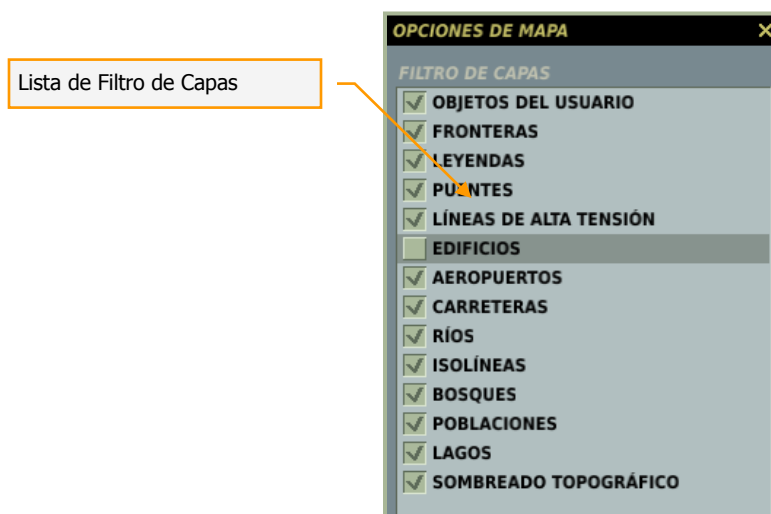 OPCIONES DE MAPA
FILTRO DE CAPAS
Lista de Filtro de Capas
OBJETOS DEL USUARIO
FRONTERAS
LEYENDAS
PUENTES
LÍNEAS DE ALTA TENSIÓN
EDIFICIOS
AEROPUERTOS
CARRETERAS
RÍOS
ISOLÍNEAS
BOSQUES
POBLACIONES
LAGOS
SOMBREADO TOPOGRÁFICO